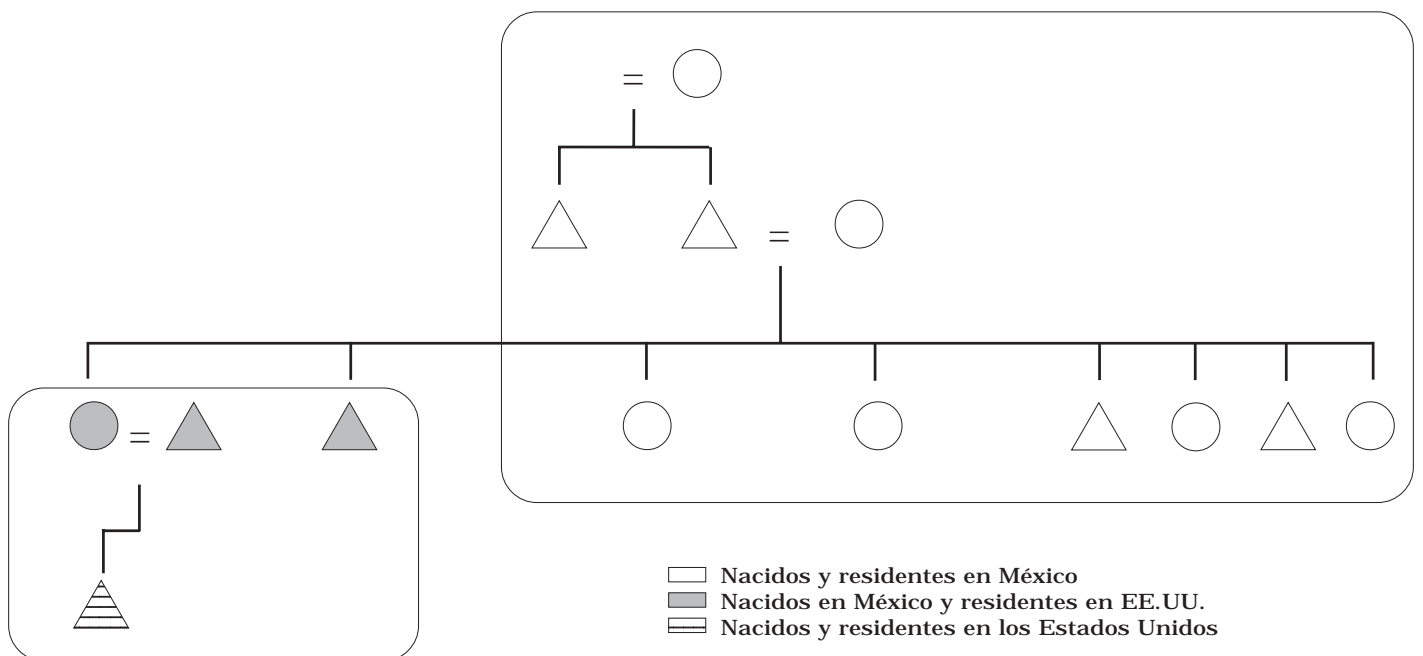 Nacidos y residentes en México
Nacidos en México y residentes en EE.UU.
Nacidos y residentes en los Estados Unidos